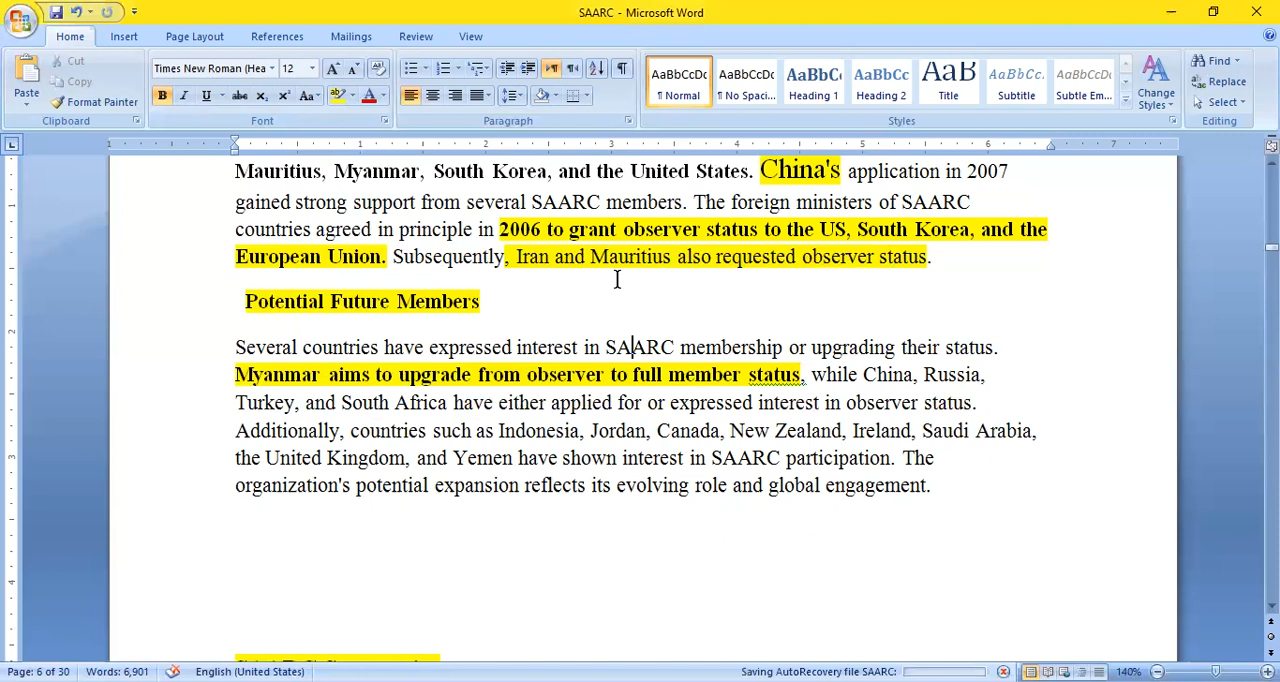 SAARC - Microsoft Word
Home Insert Page Layout References Mailings Review View
Paste Cut Copy Format Painter Clipboard
Times New Roman (Hea 12 Font
Paragraph
AaBbCcDc ¶ Normal AaBbCcDc ¶ No Spaci... AaBbC Heading 1 AaBbCc Heading 2 AaB Title AaBbCc Subtitle AaBbCcDc Subtle Em... Change Styles Styles
Find Replace Select Editing
1 1 2 3 4 5 6 7
Mauritius, Myanmar, South Korea, and the United States. China's application in 2007
gained strong support from several SAARC members. The foreign ministers of SAARC
countries agreed in principle in 2006 to grant observer status to the US, South Korea, and the
European Union. Subsequently, Iran and Mauritius also requested observer status.
Potential Future Members
Several countries have expressed interest in SAARC membership or upgrading their status.
Myanmar aims to upgrade from observer to full member status, while China, Russia,
Turkey, and South Africa have either applied for or expressed interest in observer status.
Additionally, countries such as Indonesia, Jordan, Canada, New Zealand, Ireland, Saudi Arabia,
the United Kingdom, and Yemen have shown interest in SAARC participation. The
organization's potential expansion reflects its evolving role and global engagement.
Page: 6 of 30 Words: 6,901 English (United States) Saving AutoRecovery file SAARC: 140%